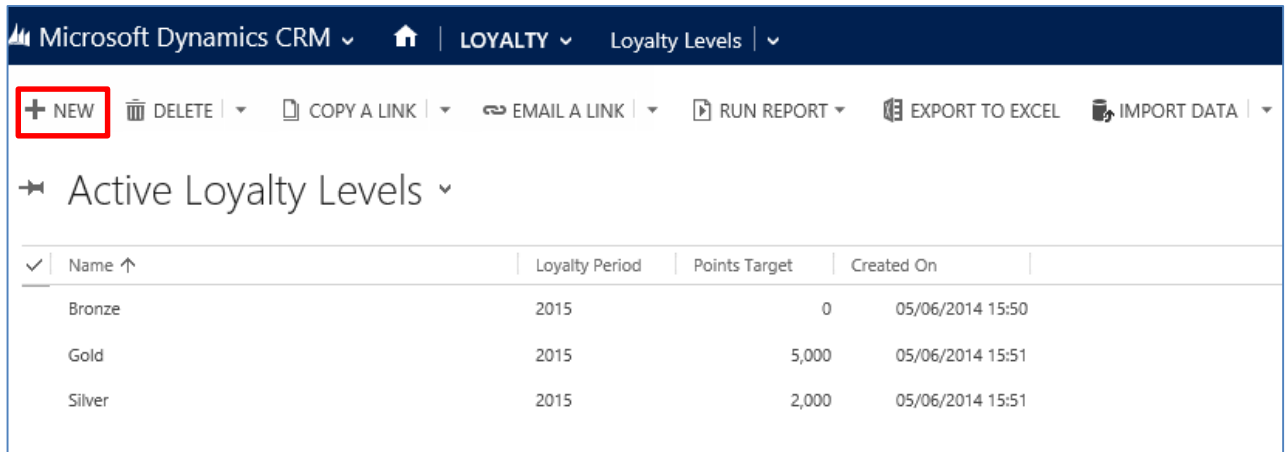 Microsoft Dynamics CRM LOYALTY Loyalty Levels
NEW DELETE COPY A LINK EMAIL A LINK RUN REPORT EXPORT TO EXCEL IMPORT DATA
Active Loyalty Levels
Name ↑ Loyalty Period Points Target Created On
Bronze 2015 0 05/06/2014 15:50
Gold 2015 5,000 05/06/2014 15:51
Silver 2015 2,000 05/06/2014 15:51